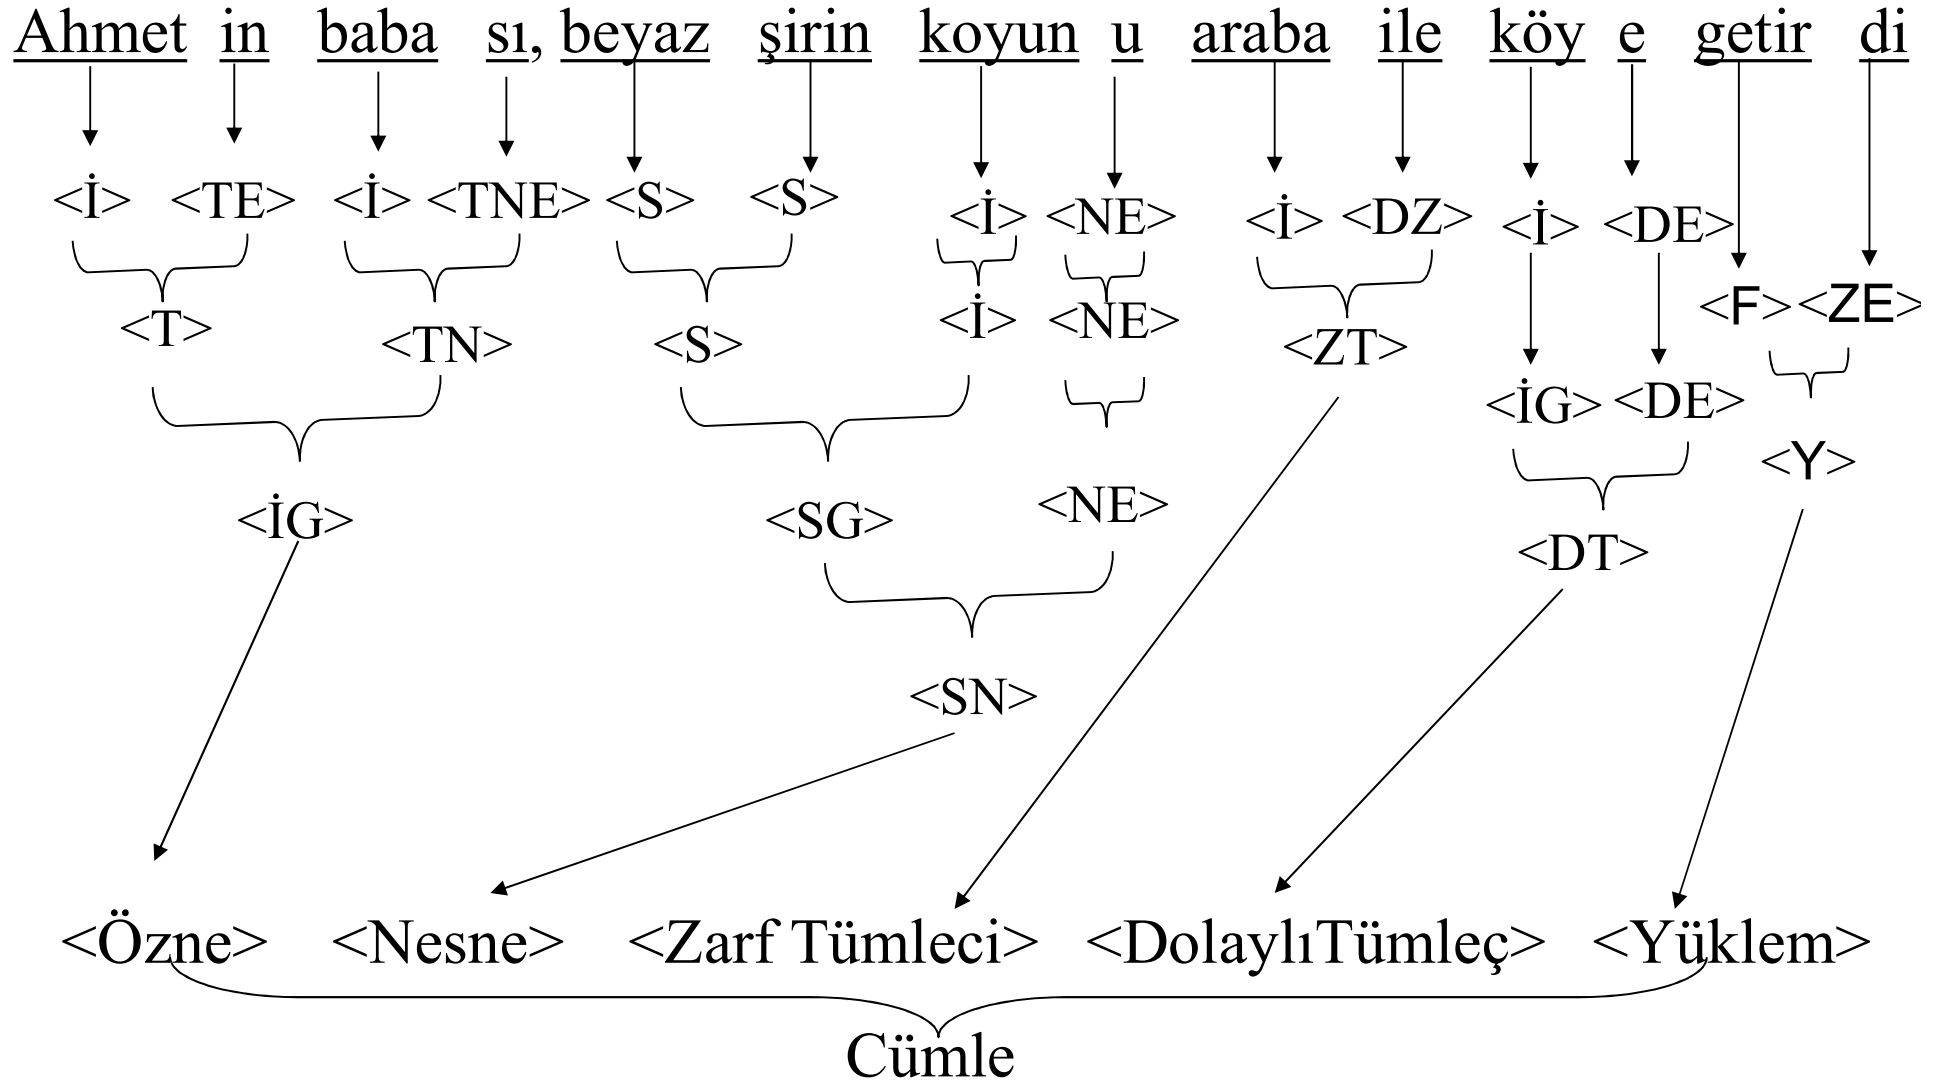 Ahmet in baba sı, beyaz şirin koyun u araba ile köy e getir di
<İ> <TE> <İ> <TNE> <S> <S> <İ> <NE> <İ> <DZ> <İ> <DE>
<T> <TN> <S> <İ> <NE> <ZT> <F> <ZE>
<İG> <DE>
<İG> <SG> <NE> <DT> <Y>
<SN>
<Özne> <Nesne> <Zarf Tümleci> <DolaylıTümleç> <Yüklem>
Cümle